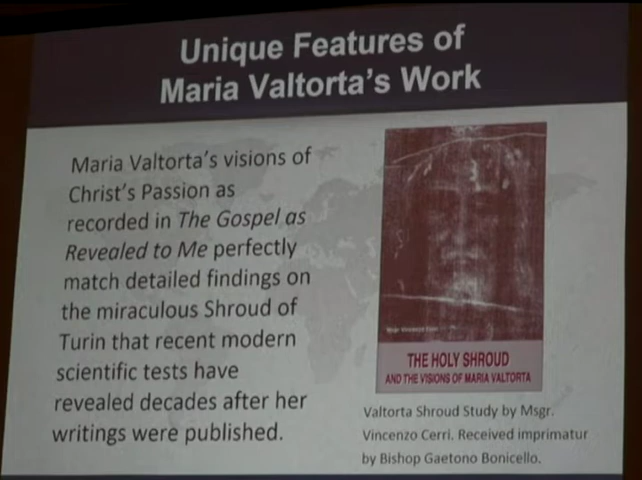 Unique Features of
Maria Valtorta's Work
Maria Valtorta's visions of
Christ's Passion as
recorded in The Gospel as
Revealed to Me perfectly
match detailed findings on
the miraculous Shroud of
Turin that recent modern
scientific tests have
revealed decades after her
writings were published.
THE HOLY SHROUD
AND THE VISIONS OF MARIA VALTORTA
Valtorta Shroud Study by Msgr.
Vincenzo Cerri. Received imprimatur
by Bishop Gaetono Bonicello.